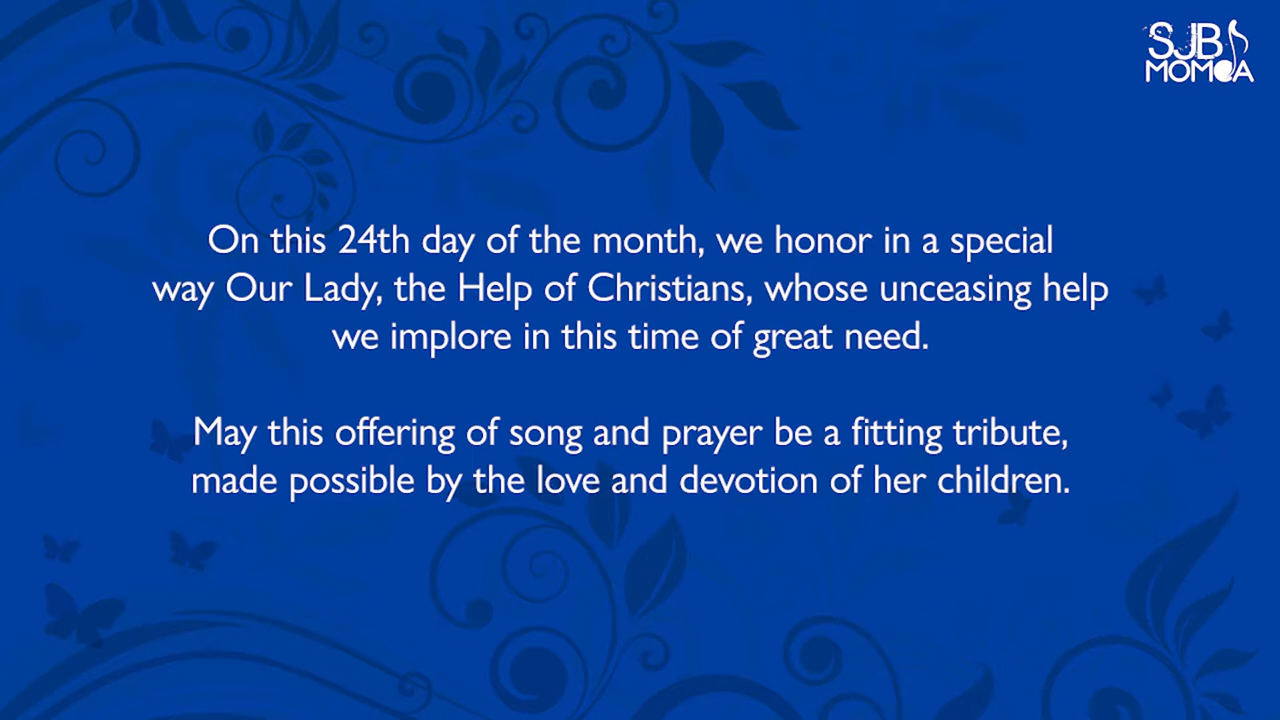 SJB
MOMOA
On this 24th day of the month, we honor in a special
way Our Lady, the Help of Christians, whose unceasing help
we implore in this time of great need.
May this offering of song and prayer be a fitting tribute,
made possible by the love and devotion of her children.